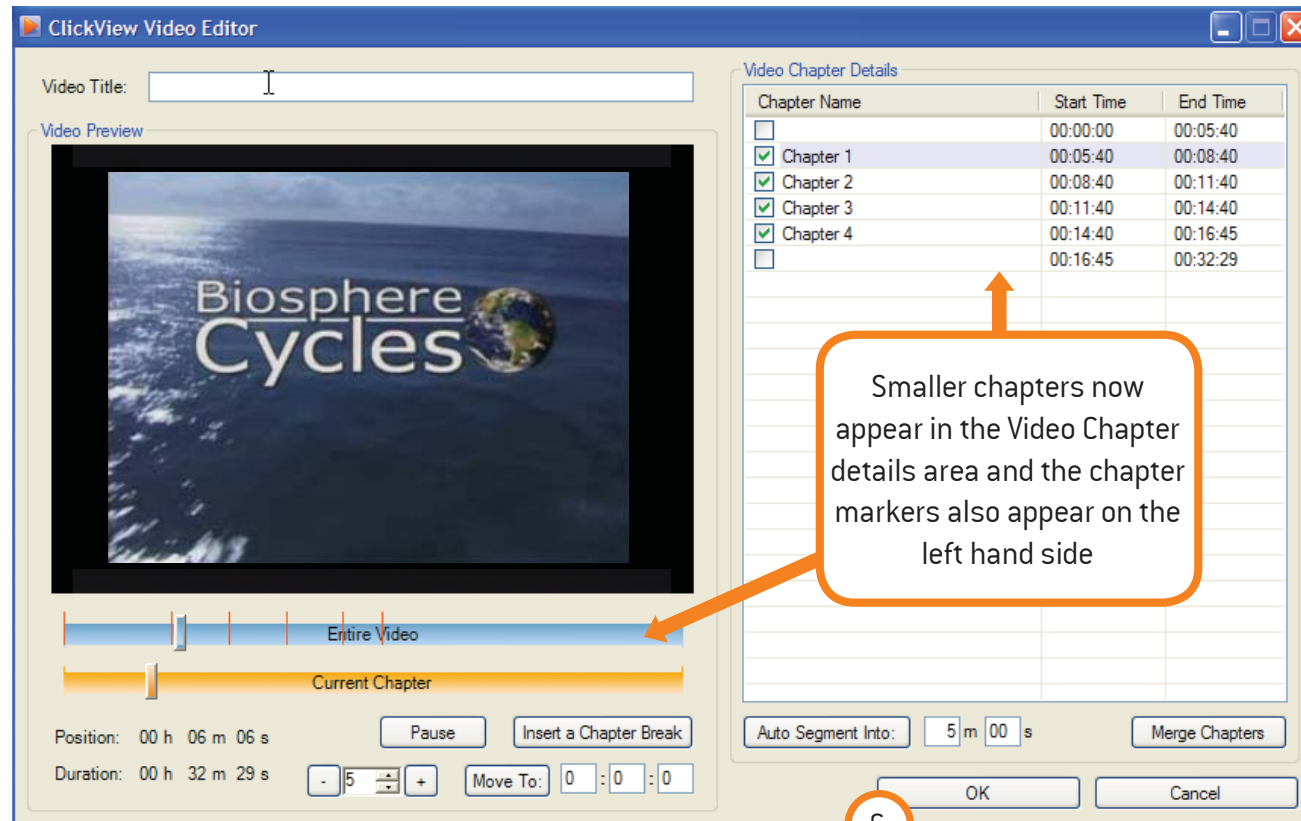 ClickView Video Editor
Video Title:
Video Preview
Biosphere
Cycles
Entire Video
Current Chapter
Position: 00 h 06 m 06 s
Pause
Insert a Chapter Break
Duration: 00 h 32 m 29 s
- 5 +
Move To: 0 : 0 : 0
Video Chapter Details
Chapter Name Start Time End Time
00:00:00 00:05:40
Chapter 1 00:05:40 00:08:40
Chapter 2 00:08:40 00:11:40
Chapter 3 00:11:40 00:14:40
Chapter 4 00:14:40 00:16:45
00:16:45 00:32:29
Smaller chapters now
appear in the Video Chapter
details area and the chapter
markers also appear on the
left hand side
Auto Segment Into: 5 m 00 s
Merge Chapters
OK
Cancel